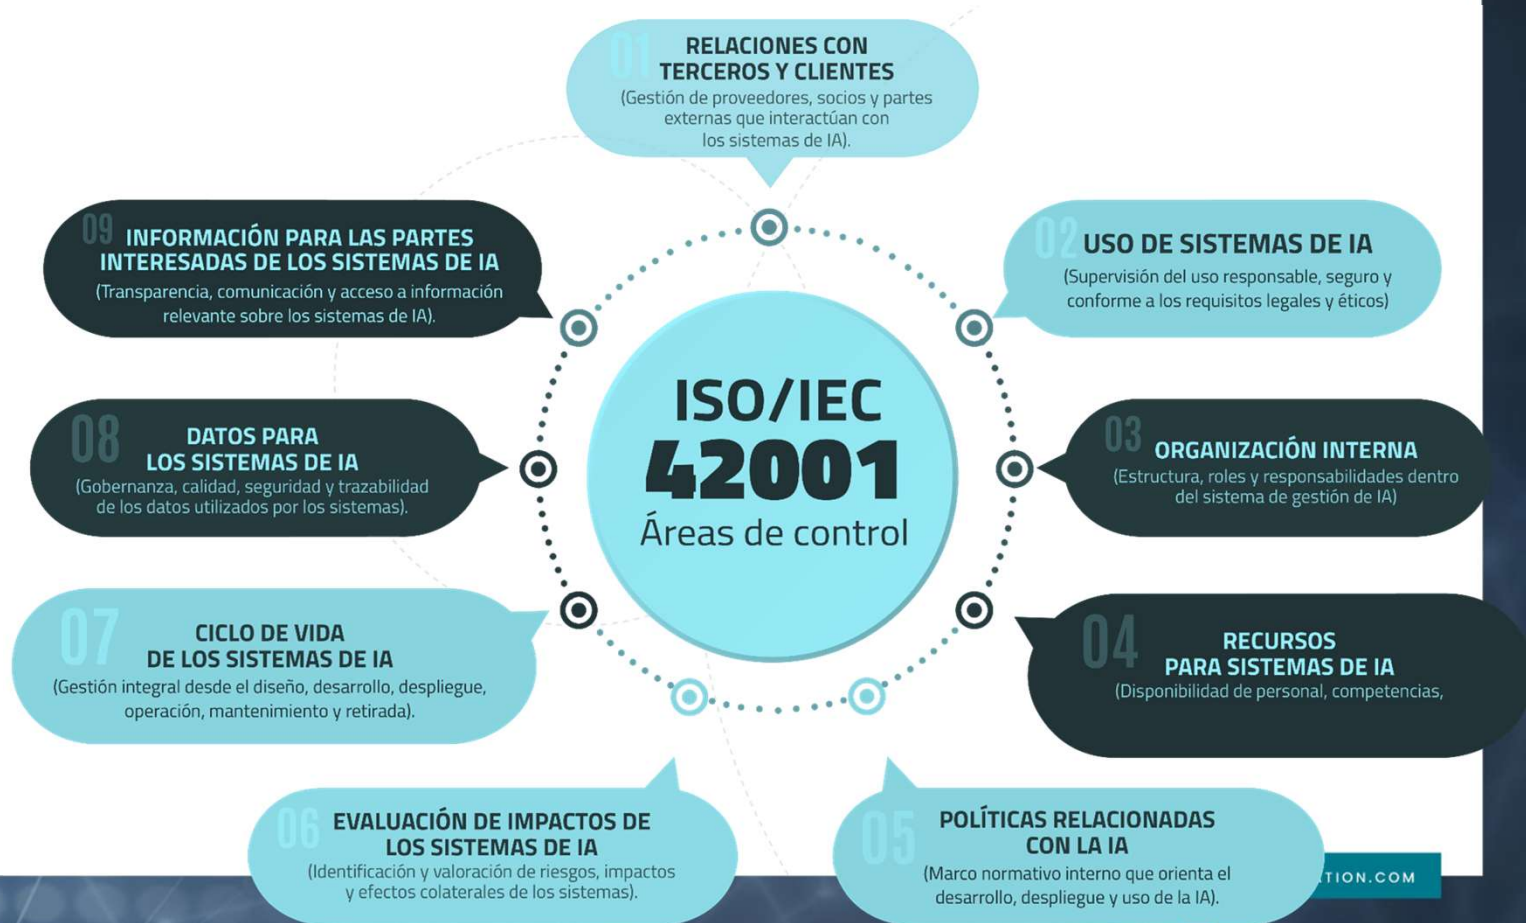 ISO/IEC
42001
Áreas de control
01
RELACIONES CON
TERCEROS Y CLIENTES
(Gestión de proveedores, socios y partes
externas que interactúan con
los sistemas de IA).
02
USO DE SISTEMAS DE IA
(Supervisión del uso responsable, seguro y
conforme a los requisitos legales y éticos)
03
ORGANIZACIÓN INTERNA
(Estructura, roles y responsabilidades dentro
del sistema de gestión de IA)
04
RECURSOS
PARA SISTEMAS DE IA
(Disponibilidad de personal, competencias,
05
POLÍTICAS RELACIONADAS
CON LA IA
(Marco normativo interno que orienta el
desarrollo, despliegue y uso de la IA).
06
EVALUACIÓN DE IMPACTOS DE
LOS SISTEMAS DE IA
(Identificación y valoración de riesgos, impactos
y efectos colaterales de los sistemas).
07
CICLO DE VIDA
DE LOS SISTEMAS DE IA
(Gestión integral desde el diseño, desarrollo, despliegue,
operación, mantenimiento y retirada).
08
DATOS PARA
LOS SISTEMAS DE IA
(Gobernanza, calidad, seguridad y trazabilidad
de los datos utilizados por los sistemas).
09
INFORMACIÓN PARA LAS PARTES
INTERESADAS DE LOS SISTEMAS DE IA
(Transparencia, comunicación y acceso a información
relevante sobre los sistemas de IA).
TION.COM